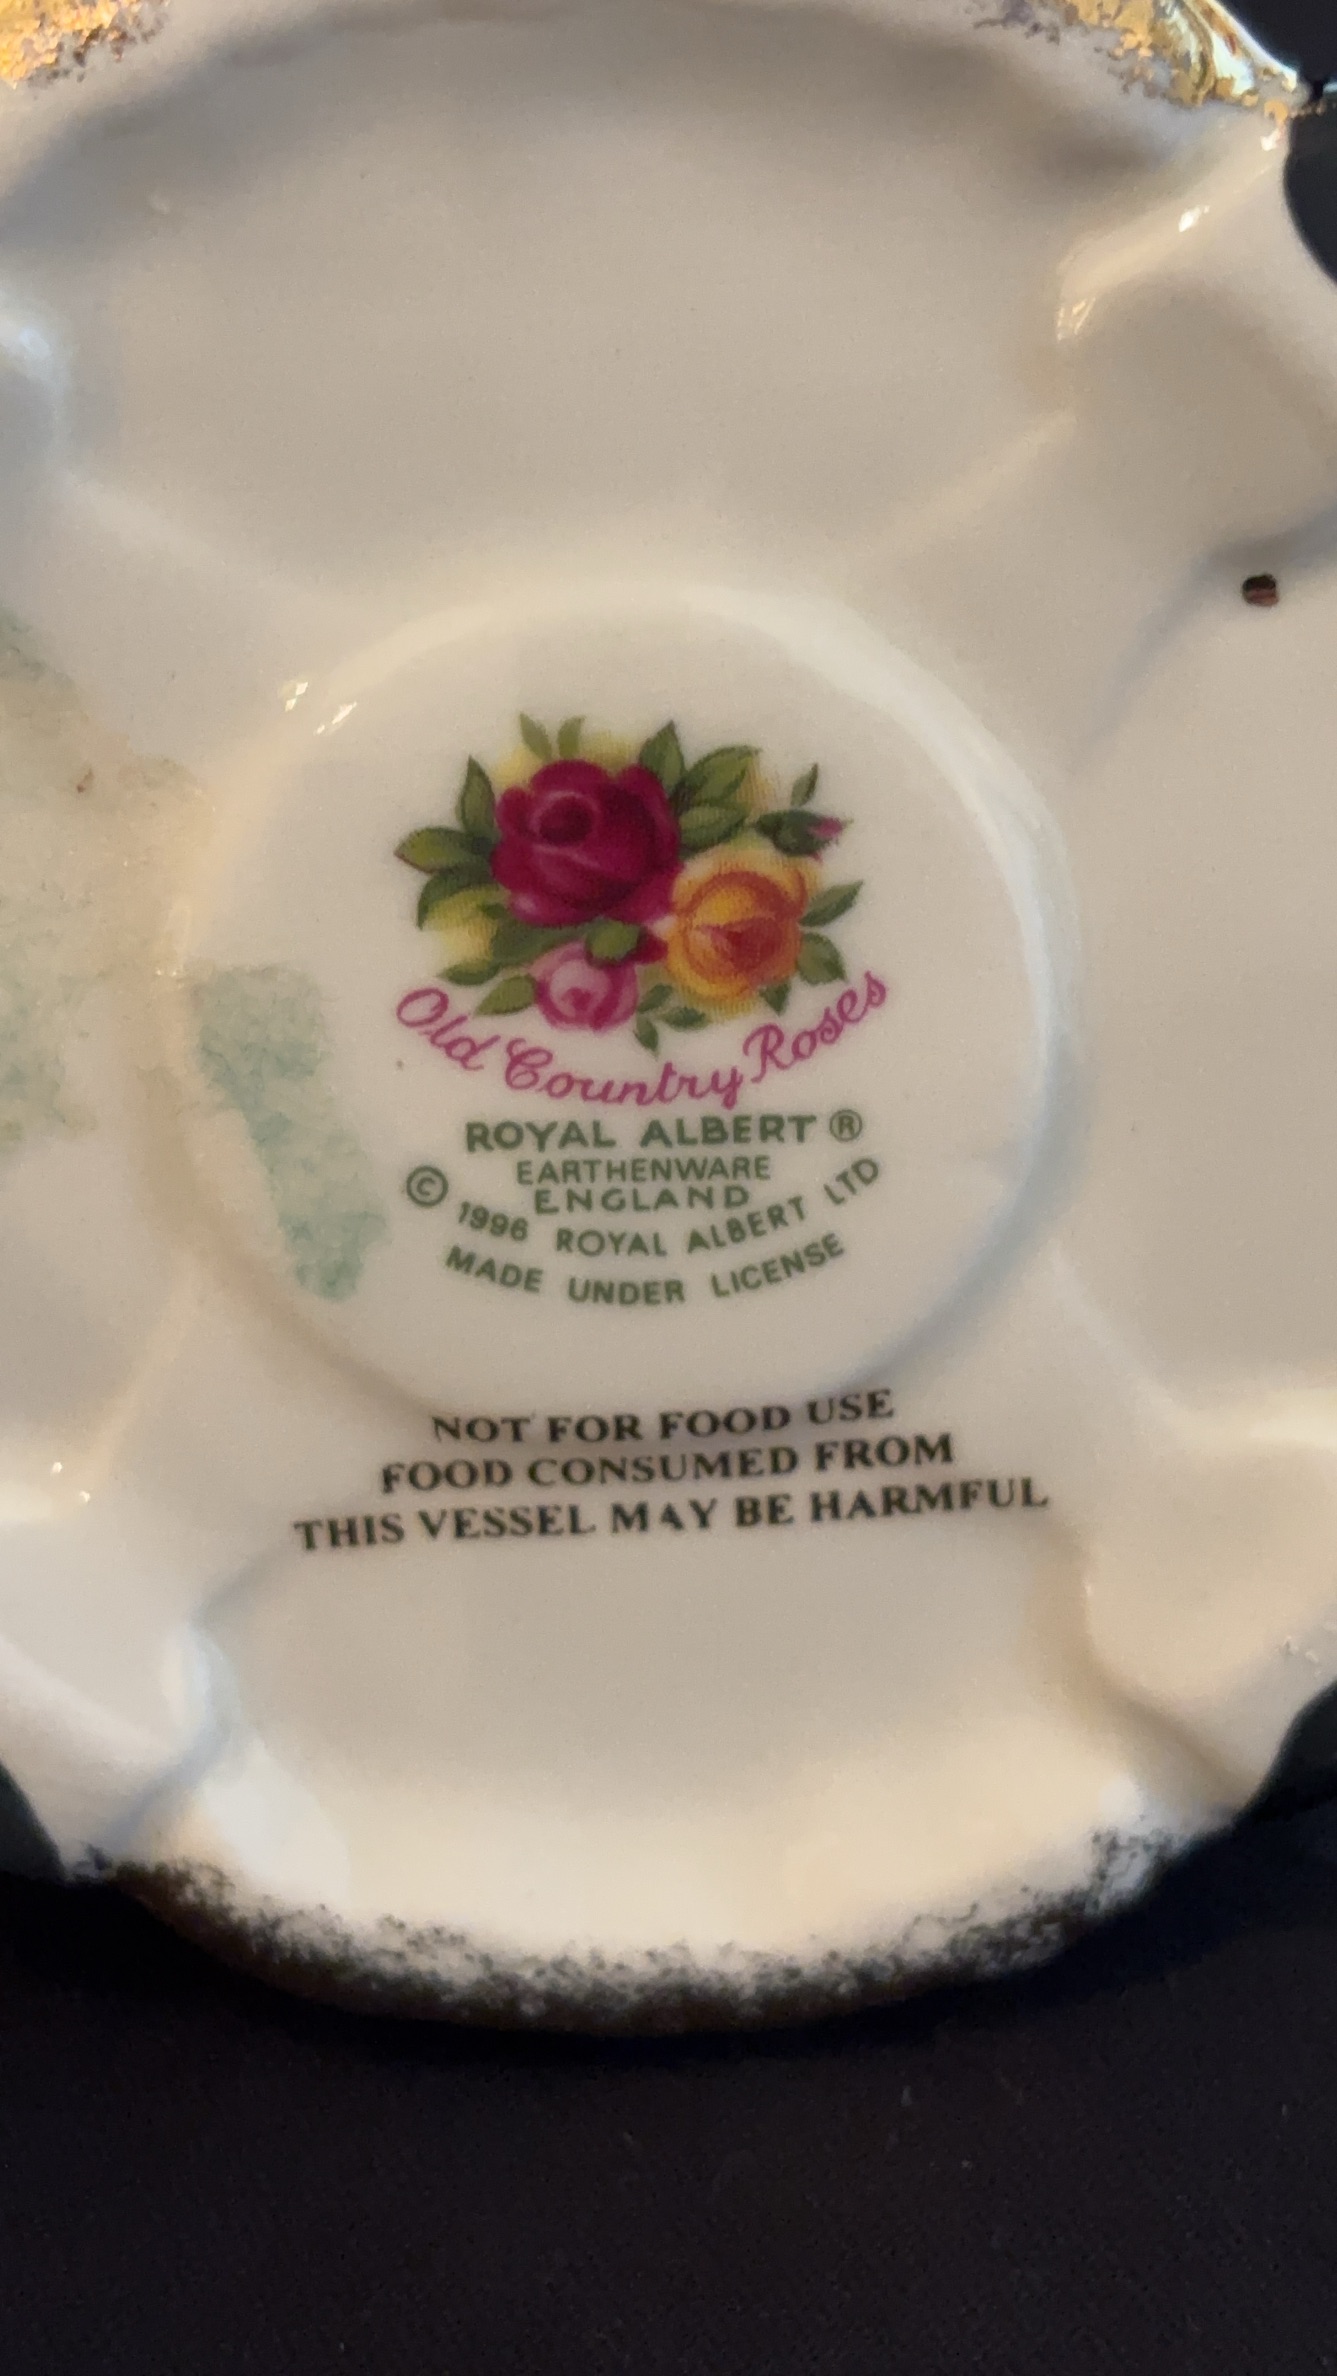 Old Country Roses
ROYAL ALBERT ®
EARTHENWARE
ENGLAND
© 1996 ROYAL ALBERT LTD
MADE UNDER LICENSE
NOT FOR FOOD USE
FOOD CONSUMED FROM
THIS VESSEL MAY BE HARMFUL